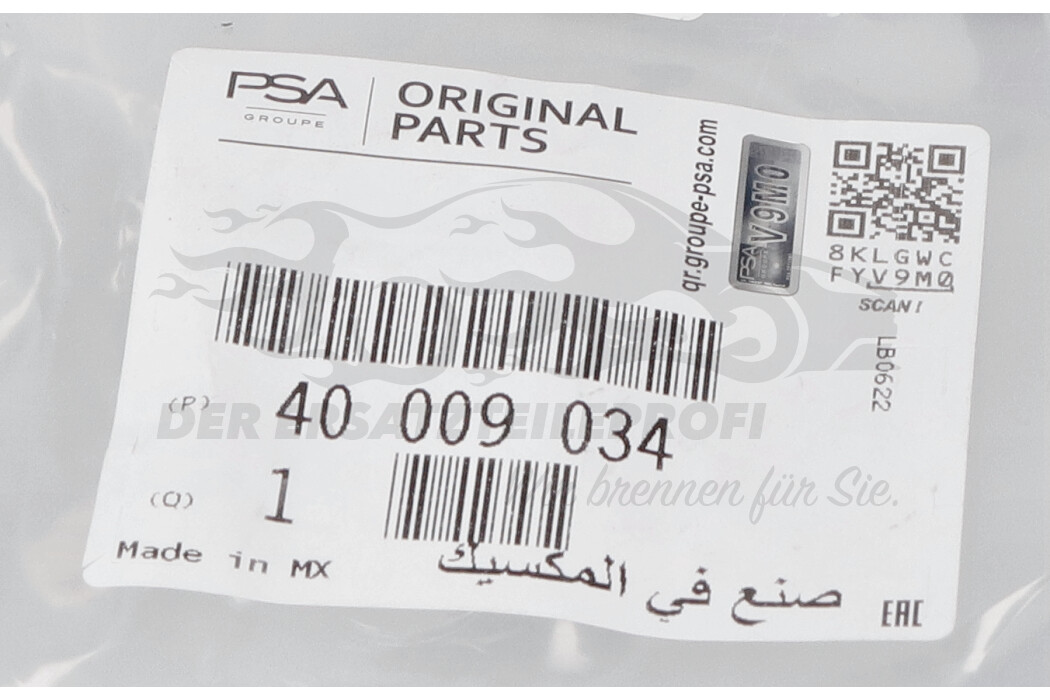 PSA
GROUPE
ORIGINAL
PARTS
qr.groupe-psa.com
PSA V9M0
8KLGWC
FYV9M0
SCAN!
LB0622
(P) 40 009 034
DER ERSATZTEILEPROFI
Wir brennen für Sie.
(Q) 1
Made in MX
صنع في المكسيك
EAC